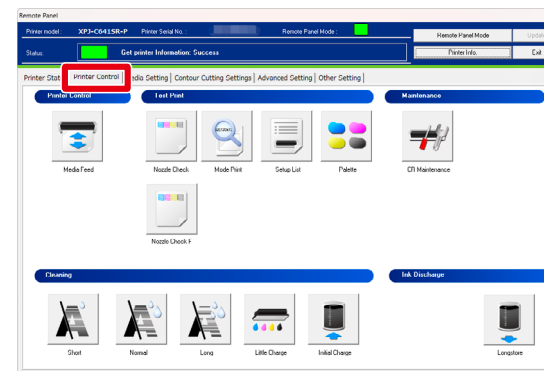 Remote Panel
Printer model : XPJ-C641SR-P Printer Serial No. : Remote Panel Mode :
Remote Panel Mode Update
Status: Get printer Information: Success
Printer Info. Exit
Printer Stat Printer Control Media Setting Contour Cutting Settings Advanced Setting Other Setting
Printer Control Test Print Maintenance
Media Feed Nozzle Check Mode Print Setup List Palette CR Maintenance
Nozzle Check F
Cleaning Ink Discharge
Short Normal Long Little Charge Initial Charge Longstore